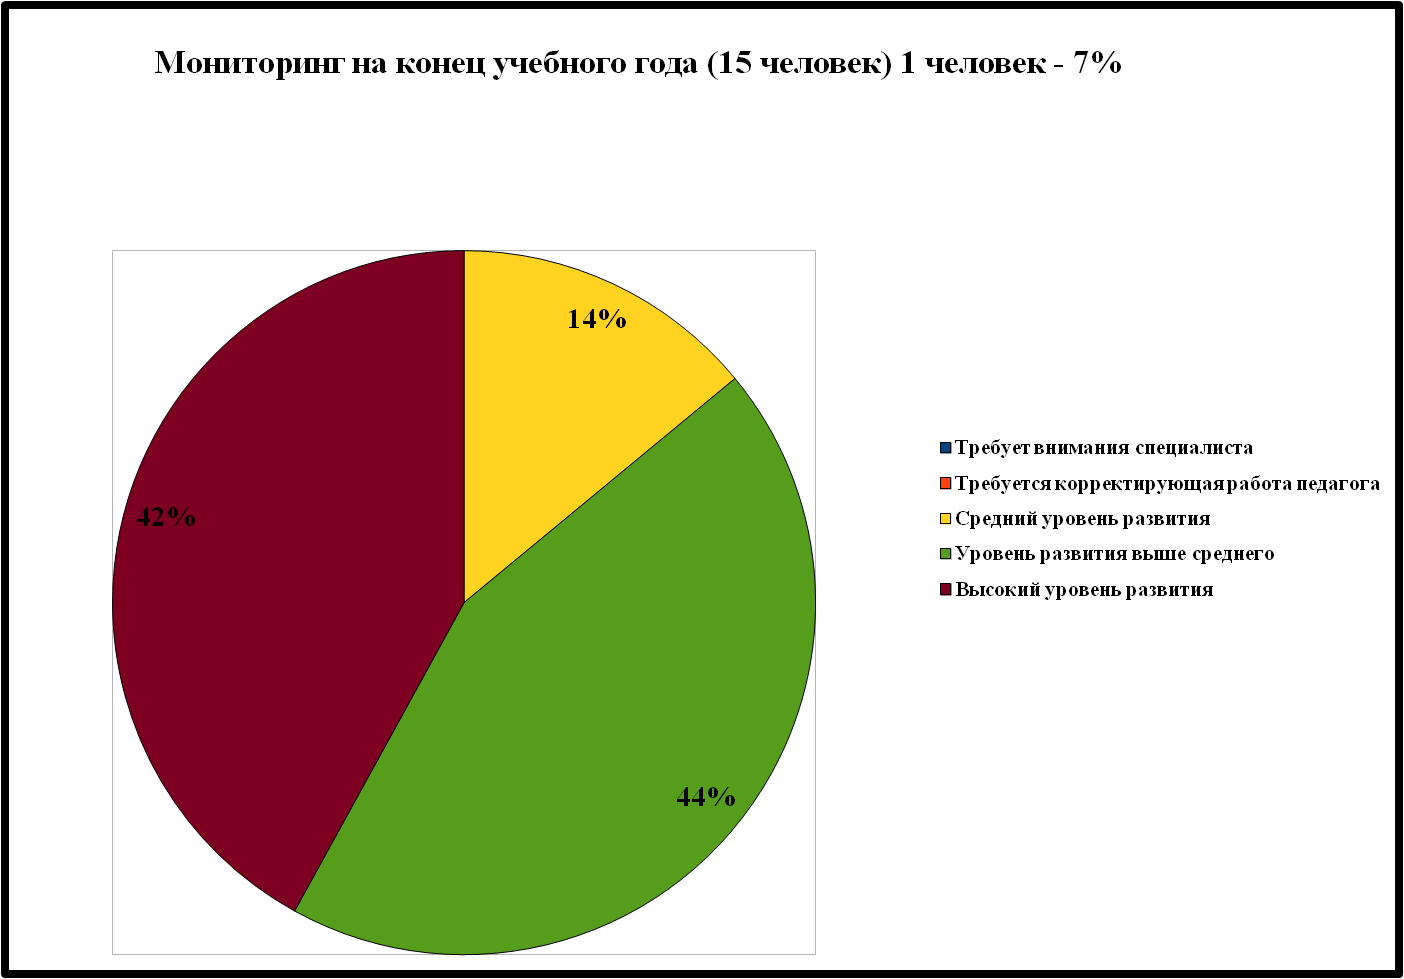 Мониторинг на конец учебного года (15 человек) 1 человек - 7%
14%
42%
44%
Требует внимания специалиста
Требуется корректирующая работа педагога
Средний уровень развития
Уровень развития выше среднего
Высокий уровень развития